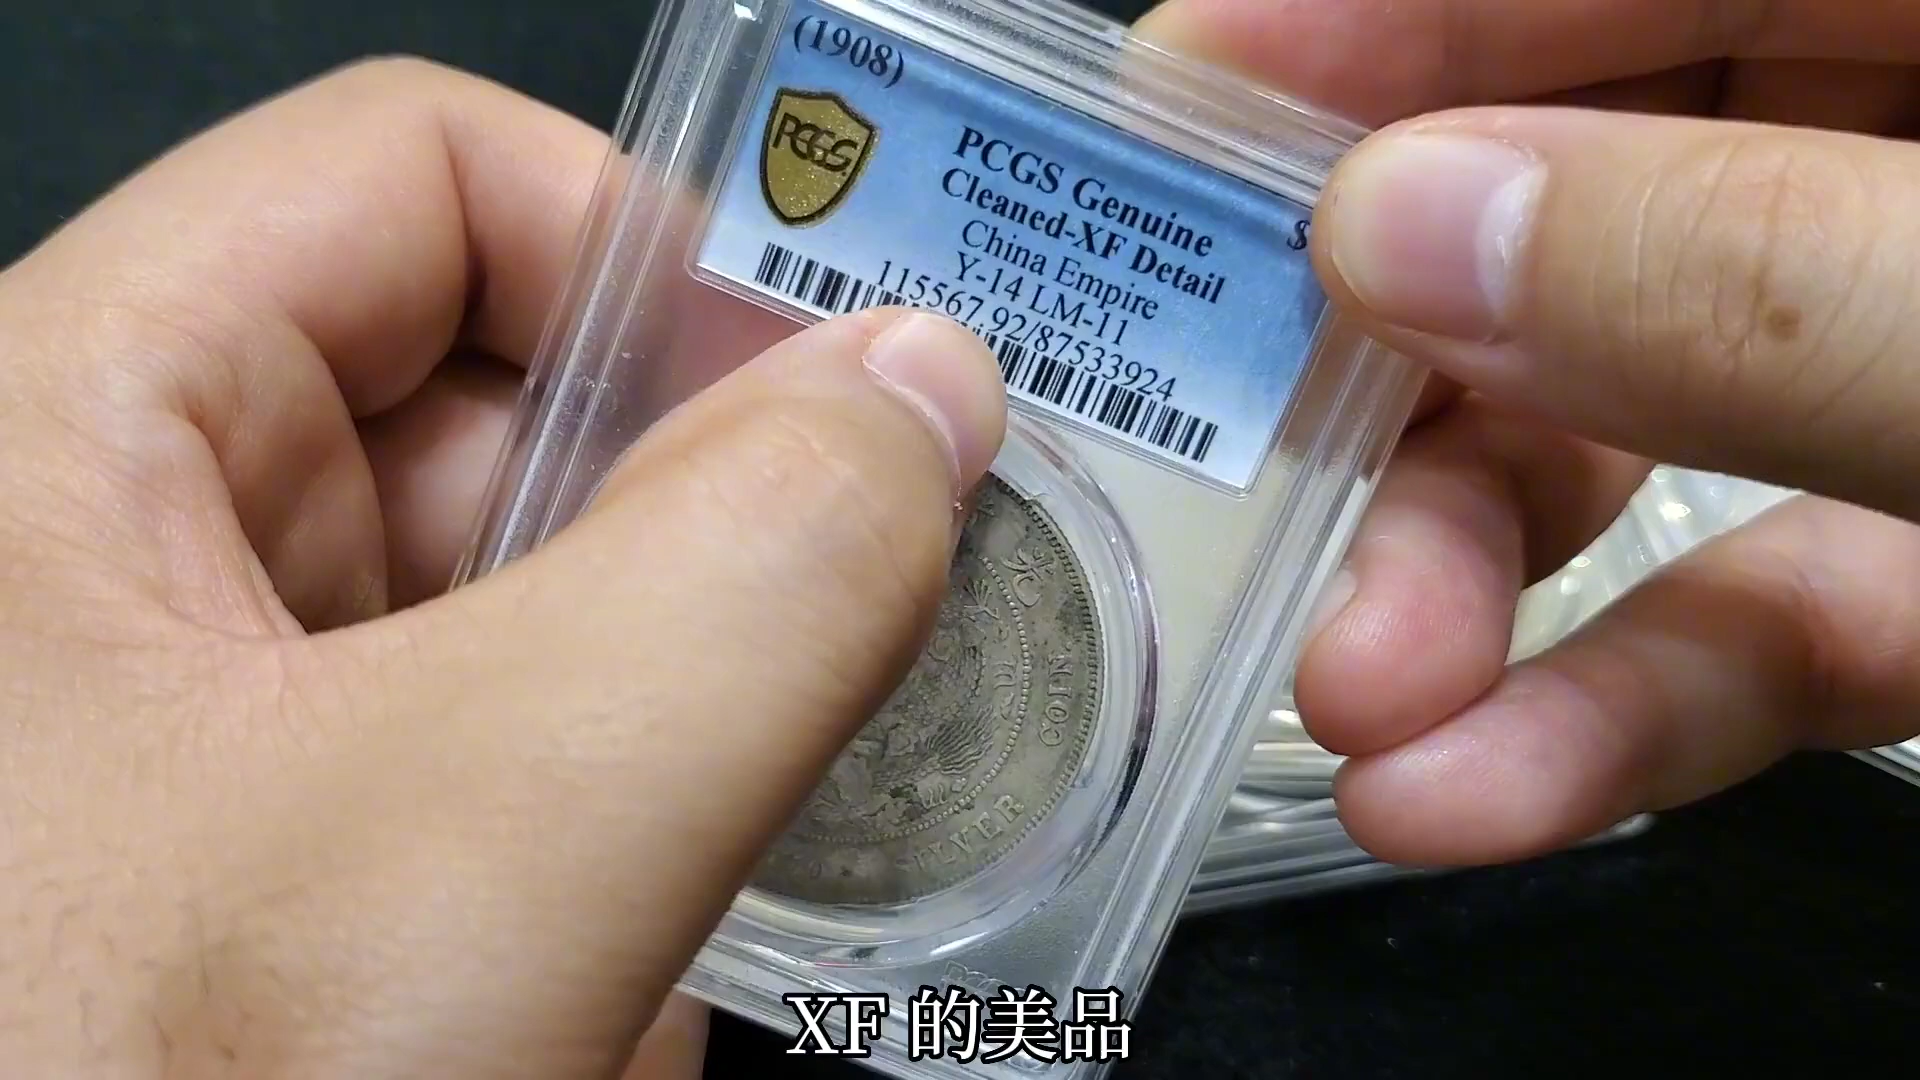 (1908)
$
PCGS
PCGS Genuine
Cleaned-XF Detail
China Empire
Y-14 LM-11
115567.92/87533924
光
COIN
SILVER
XF 的美品